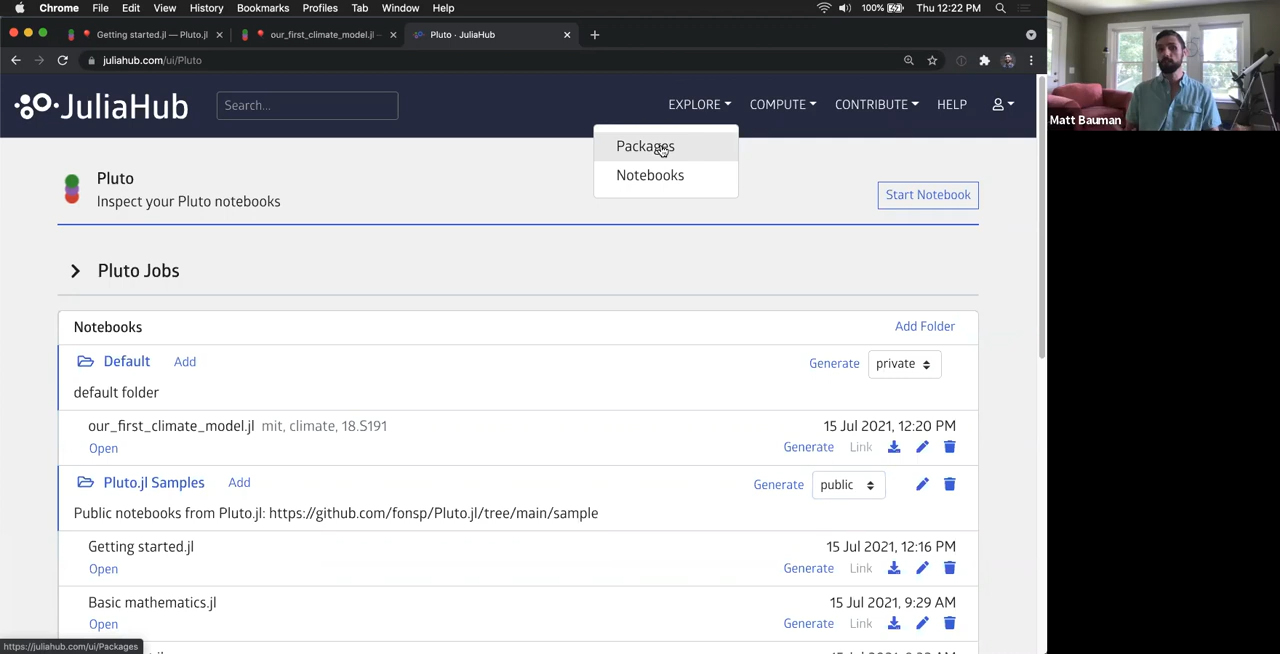 Chrome File Edit View History Bookmarks Profiles Tab Window Help 100% Thu 12:22 PM
Getting started.jl — Pluto.jl
our_first_climate_model.jl –
Pluto · JuliaHub
juliahub.com/ui/Pluto
JuliaHub
Search...
EXPLORE
COMPUTE
CONTRIBUTE
HELP
Matt Bauman
Packages
Notebooks
Pluto
Inspect your Pluto notebooks
Start Notebook
Pluto Jobs
Notebooks
Add Folder
Default Add
Generate private
default folder
our_first_climate_model.jl mit, climate, 18.S191
15 Jul 2021, 12:20 PM
Open
Generate Link
Pluto.jl Samples Add
Generate public
Public notebooks from Pluto.jl: https://github.com/fonsp/Pluto.jl/tree/main/sample
Getting started.jl
15 Jul 2021, 12:16 PM
Open
Generate Link
Basic mathematics.jl
15 Jul 2021, 9:29 AM
Open
Generate Link
https://juliahub.com/ui/Packages